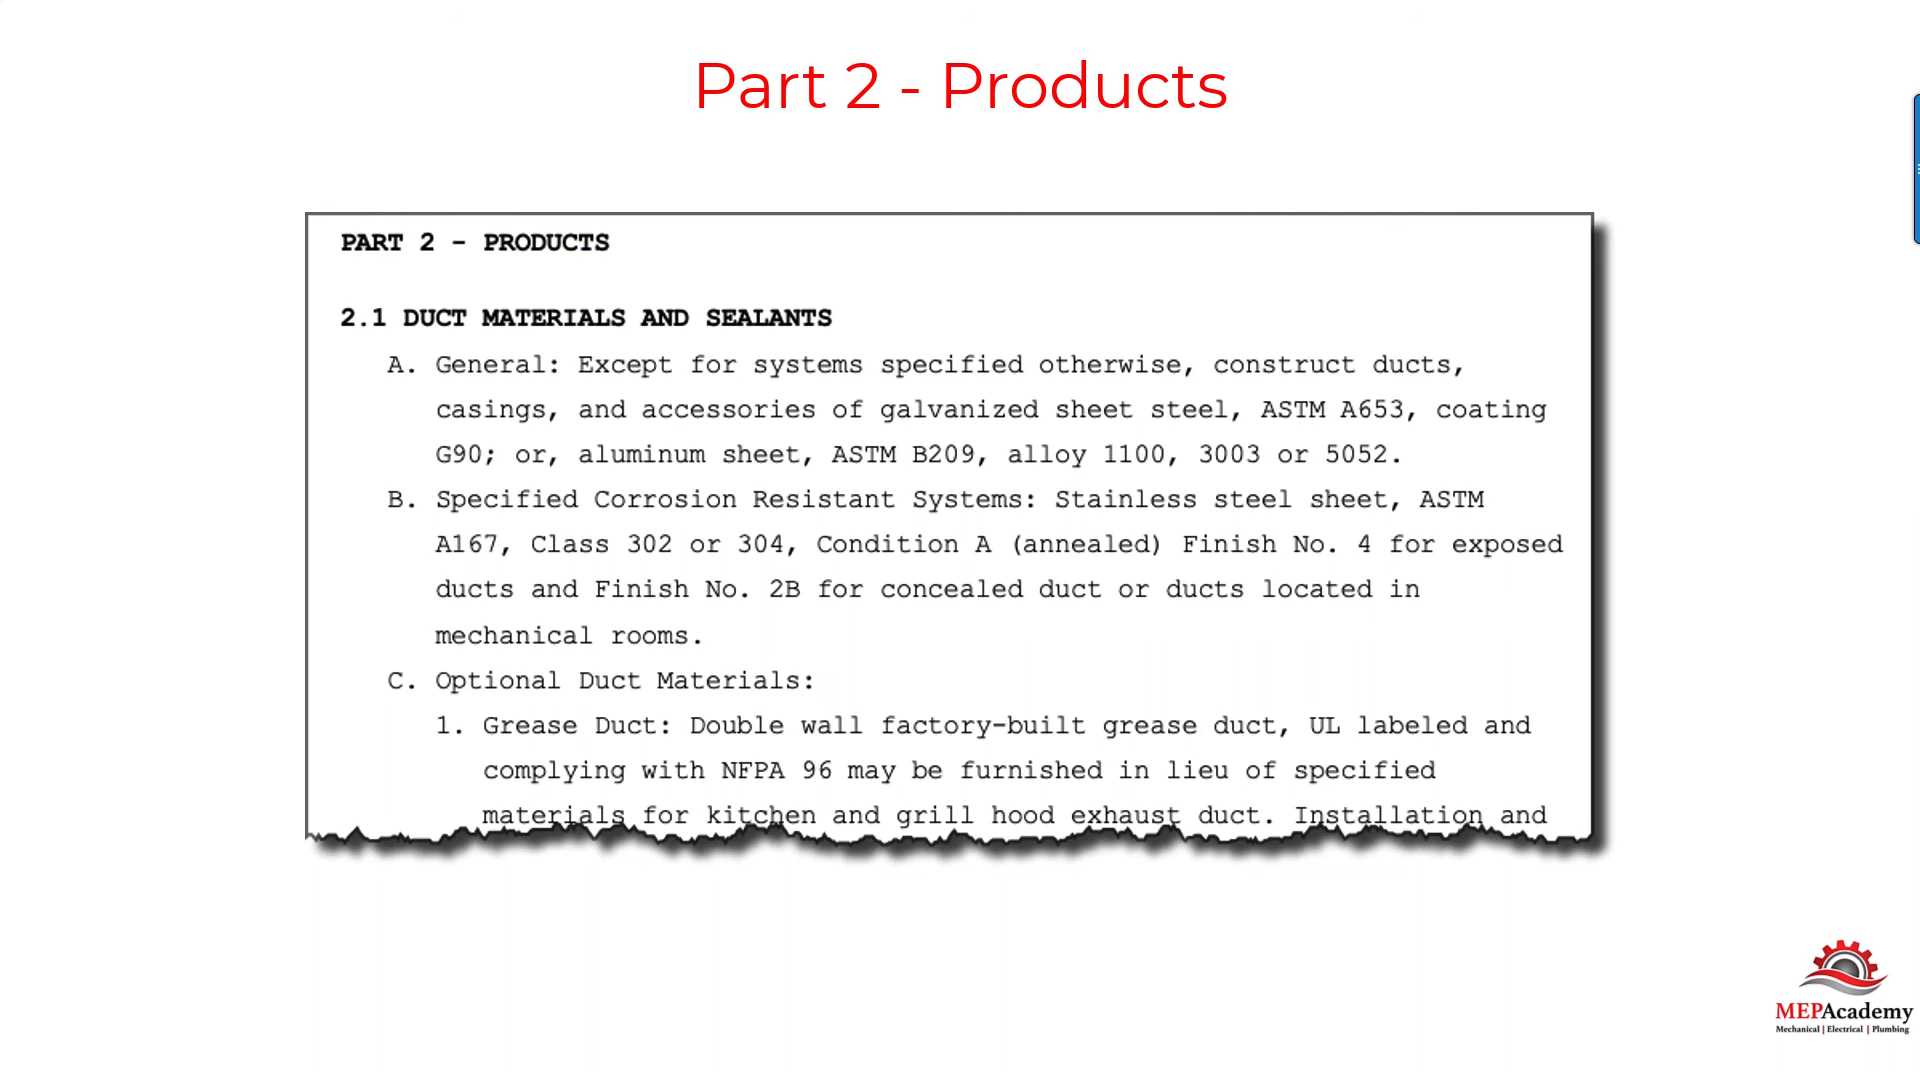 Part 2 - Products
PART 2 - PRODUCTS
2.1 DUCT MATERIALS AND SEALANTS
A. General: Except for systems specified otherwise, construct ducts,
casings, and accessories of galvanized sheet steel, ASTM A653, coating
G90; or, aluminum sheet, ASTM B209, alloy 1100, 3003 or 5052.
B. Specified Corrosion Resistant Systems: Stainless steel sheet, ASTM
A167, Class 302 or 304, Condition A (annealed) Finish No. 4 for exposed
ducts and Finish No. 2B for concealed duct or ducts located in
mechanical rooms.
C. Optional Duct Materials:
1. Grease Duct: Double wall factory-built grease duct, UL labeled and
complying with NFPA 96 may be furnished in lieu of specified
materials for kitchen and grill hood exhaust duct. Installation and
MEPAcademy
Mechanical | Electrical | Plumbing